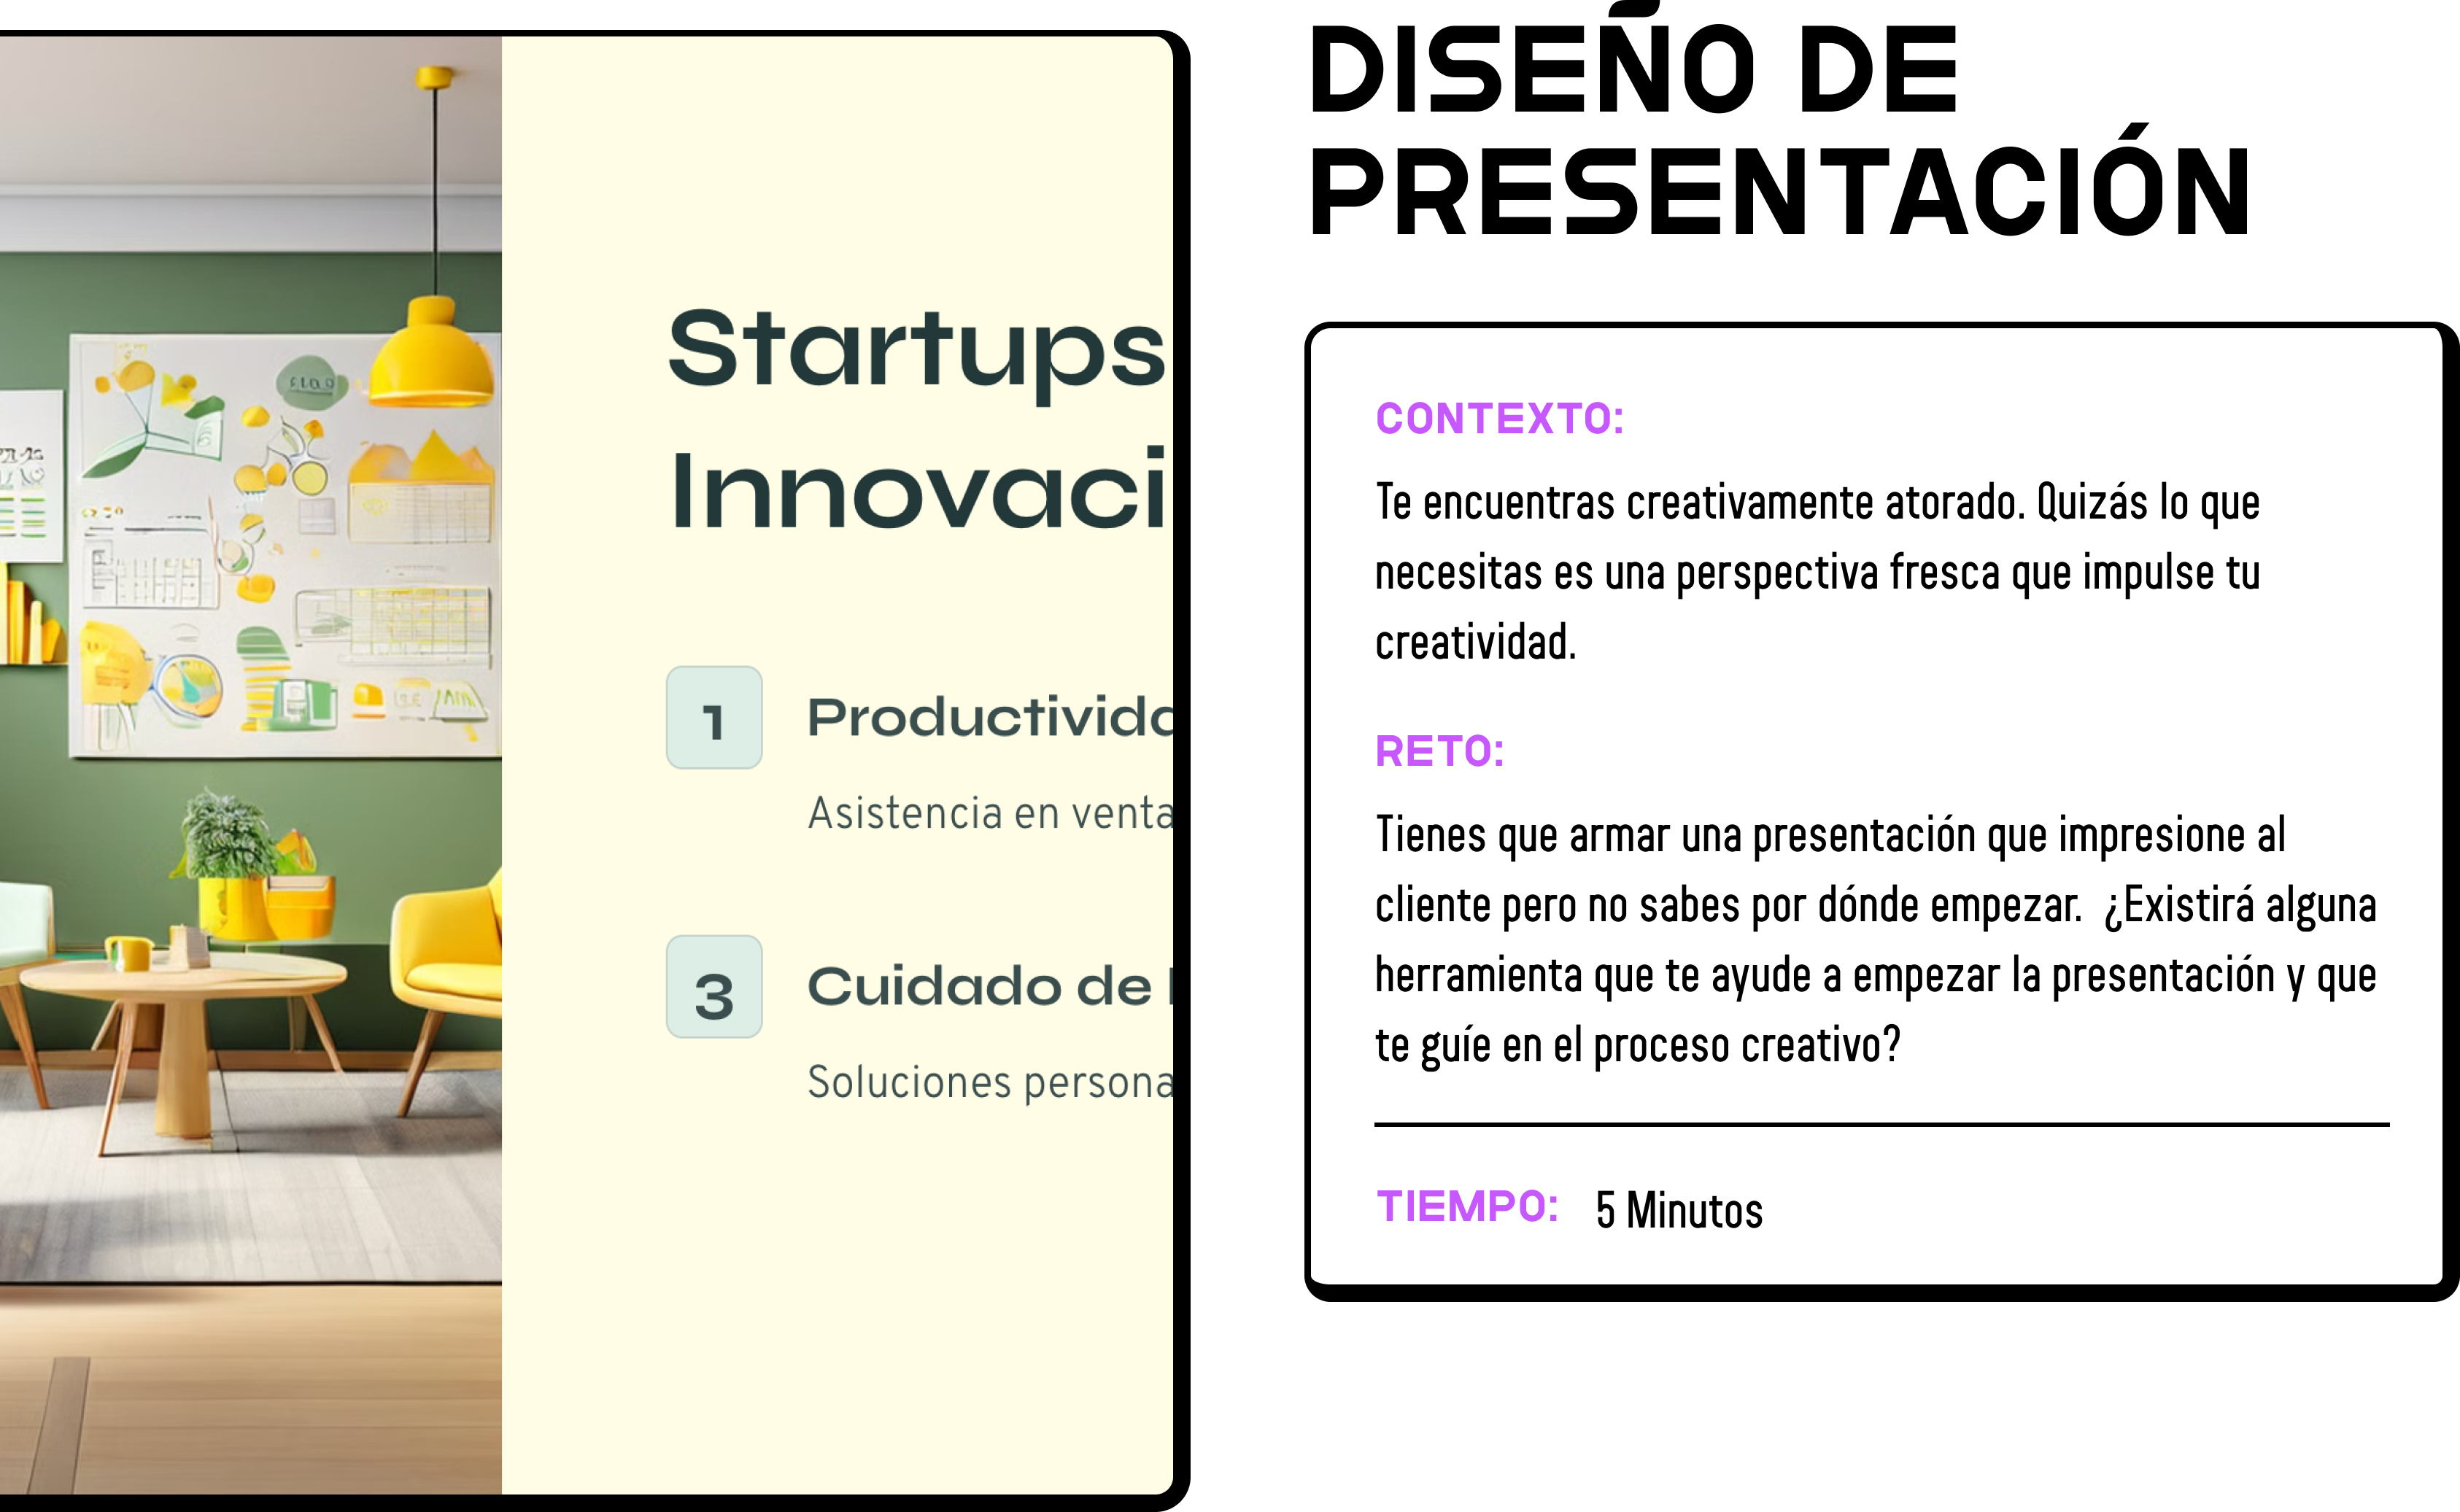 Startups
Innovaci
1
Productivida
Asistencia en venta
3
Cuidado de
Soluciones persona
DISEÑO DE
PRESENTACIÓN
CONTEXTO:
Te encuentras creativamente atorado. Quizás lo que
necesitas es una perspectiva fresca que impulse tu
creatividad.
RETO:
Tienes que armar una presentación que impresione al
cliente pero no sabes por dónde empezar.  ¿Existirá alguna
herramienta que te ayude a empezar la presentación y que
te guíe en el proceso creativo?
TIEMPO: 5 Minutos